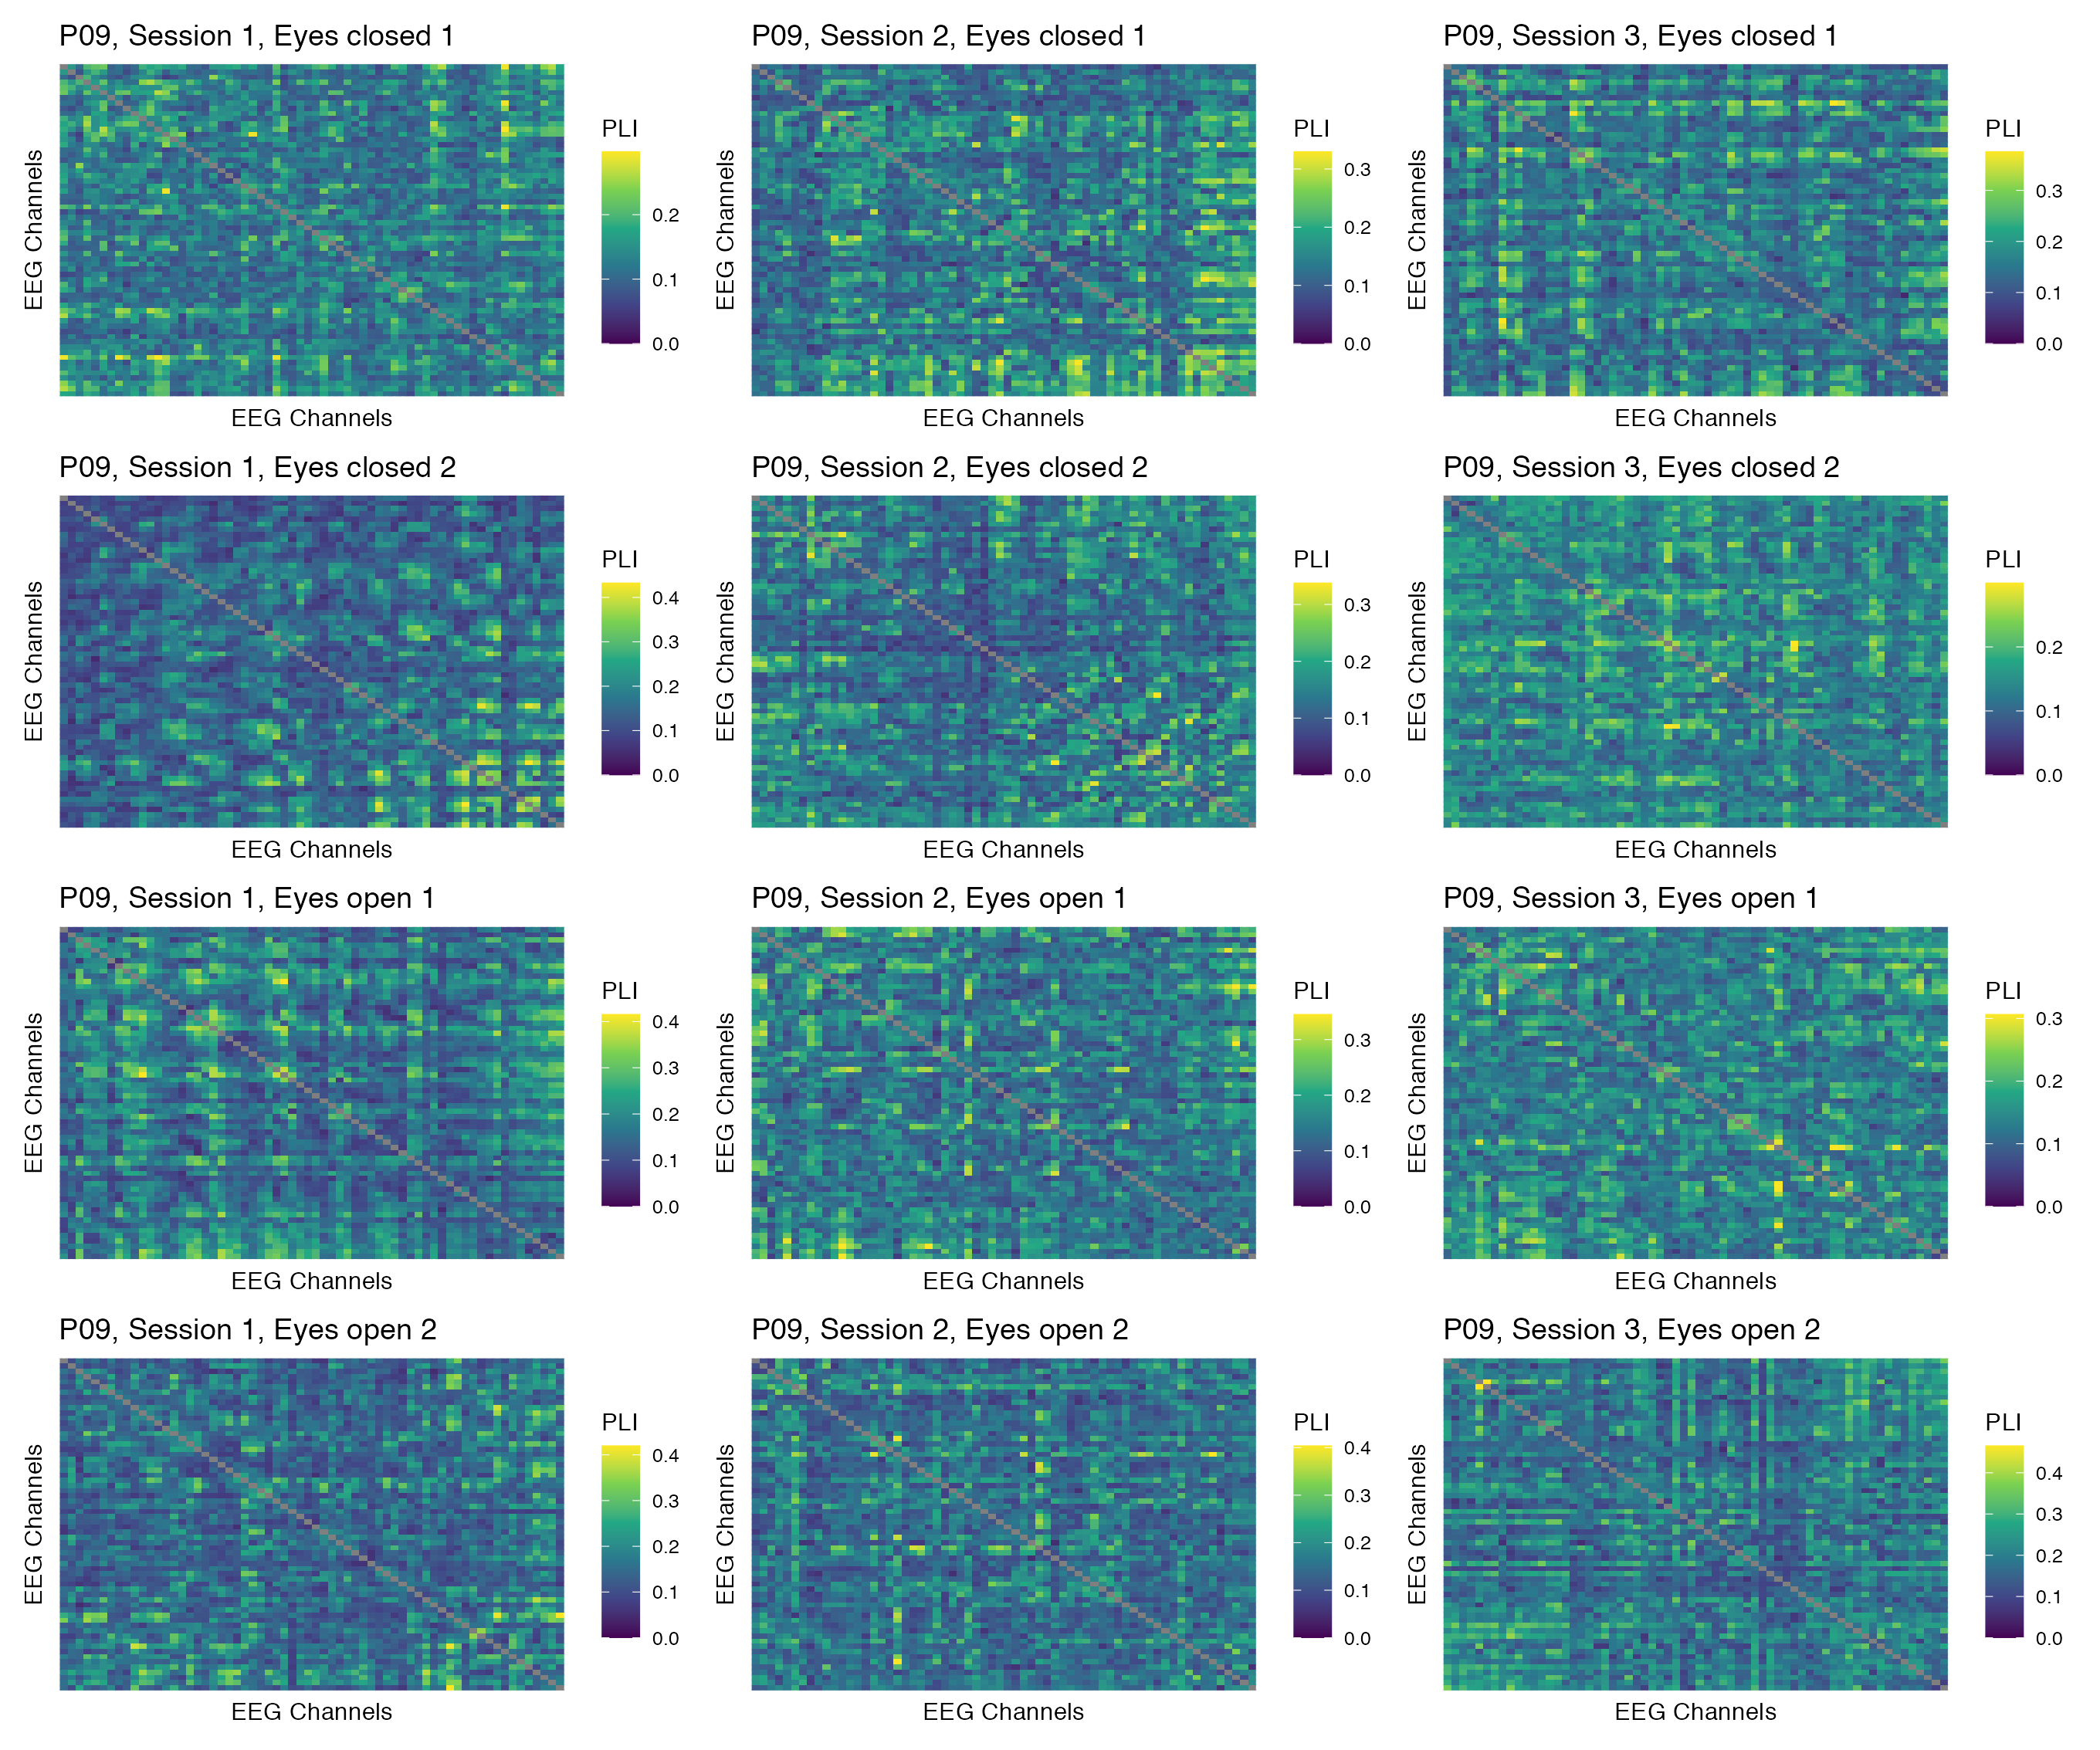 P09, Session 1, Eyes closed 1
P09, Session 2, Eyes closed 1
P09, Session 3, Eyes closed 1
EEG Channels
EEG Channels
PLI
0.2
0.1
0.0
EEG Channels
EEG Channels
PLI
0.3
0.2
0.1
0.0
EEG Channels
EEG Channels
PLI
0.3
0.2
0.1
0.0
P09, Session 1, Eyes closed 2
P09, Session 2, Eyes closed 2
P09, Session 3, Eyes closed 2
EEG Channels
EEG Channels
PLI
0.4
0.3
0.2
0.1
0.0
EEG Channels
EEG Channels
PLI
0.3
0.2
0.1
0.0
EEG Channels
EEG Channels
PLI
0.2
0.1
0.0
P09, Session 1, Eyes open 1
P09, Session 2, Eyes open 1
P09, Session 3, Eyes open 1
EEG Channels
EEG Channels
PLI
0.4
0.3
0.2
0.1
0.0
EEG Channels
EEG Channels
PLI
0.3
0.2
0.1
0.0
EEG Channels
EEG Channels
PLI
0.3
0.2
0.1
0.0
P09, Session 1, Eyes open 2
P09, Session 2, Eyes open 2
P09, Session 3, Eyes open 2
EEG Channels
EEG Channels
PLI
0.4
0.3
0.2
0.1
0.0
EEG Channels
EEG Channels
PLI
0.4
0.3
0.2
0.1
0.0
EEG Channels
EEG Channels
PLI
0.4
0.3
0.2
0.1
0.0